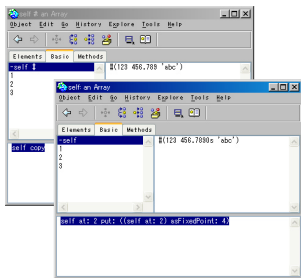 self # an Array
Object Edit Go History Explore Tools Help
Elements Basic Methods
-self #
1
2
3
#(123 456.789 'abc')
self copy
self: an Array
Object Edit Go History Explore Tools Help
Elements Basic Methods
-self
1
2
3
#(123 456.7890s 'abc')
self at: 2 put: ((self at: 2) asFixedPoint: 4)